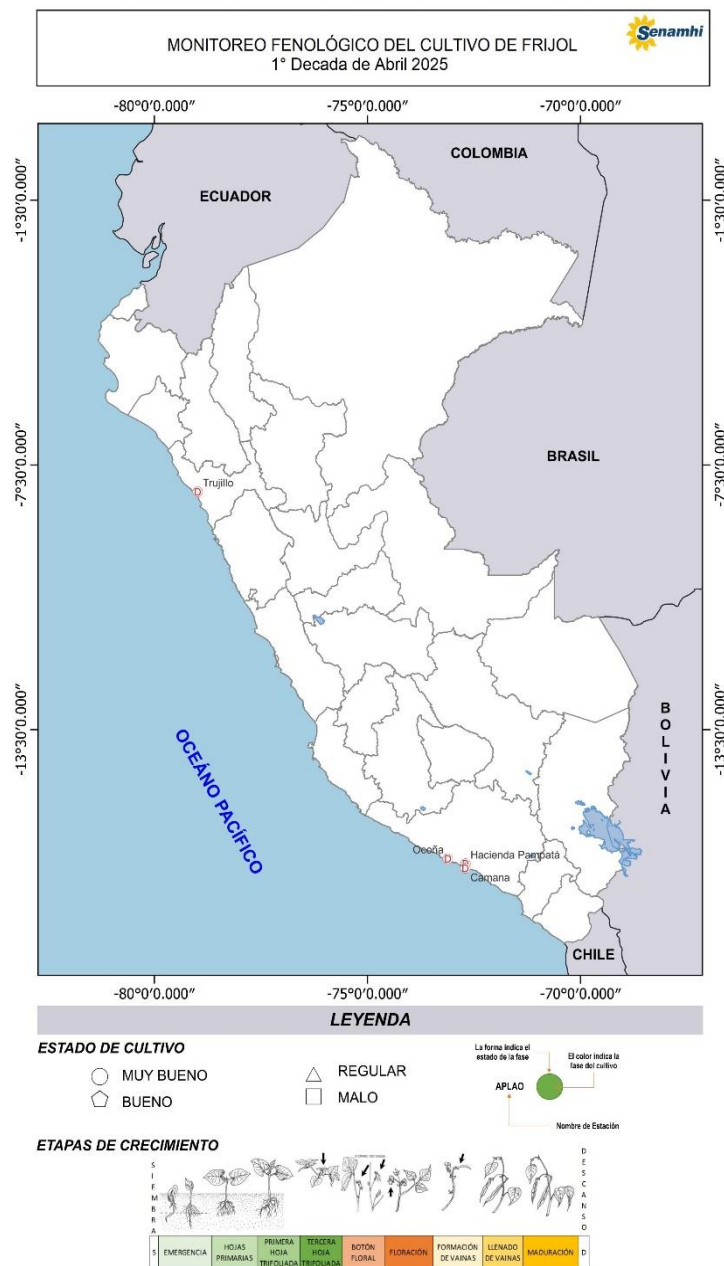 MONITOREO FENOLÓGICO DEL CULTIVO DE FRIJOL
1° Decada de Abril 2025
Senamhi
-80°0'0.000"
-75°0'0.000"
-70°0'0.000"
COLOMBIA
ECUADOR
-1°30'0.000"
-1°30'0.000"
BRASIL
-7°30'0.000"
-7°30'0.000"
D Trujillo
BOLIVIA
-13°30'0.000"
-13°30'0.000"
OCEÁNO PACÍFICO
Ocoña D
D Hacienda Pampatá
D Camana
CHILE
-80°0'0.000"
-75°0'0.000"
-70°0'0.000"
LEYENDA
ESTADO DE CULTIVO
MUY BUENO
BUENO
REGULAR
MALO
La forma indica el
estado de la fase
El color indica la
fase del cultivo
APLAO
Nombre de Estación
ETAPAS DE CRECIMIENTO
SIEMBRA
DESCANSO
S
EMERGENCIA
HOJAS
PRIMARIAS
PRIMERA
HOJA
TRIFOLIADA
TERCERA
HOJA
TRIFOLIADA
BOTÓN
FLORAL
FLORACIÓN
FORMACIÓN
DE VAINAS
LLENADO
DE VAINAS
MADURACIÓN
D